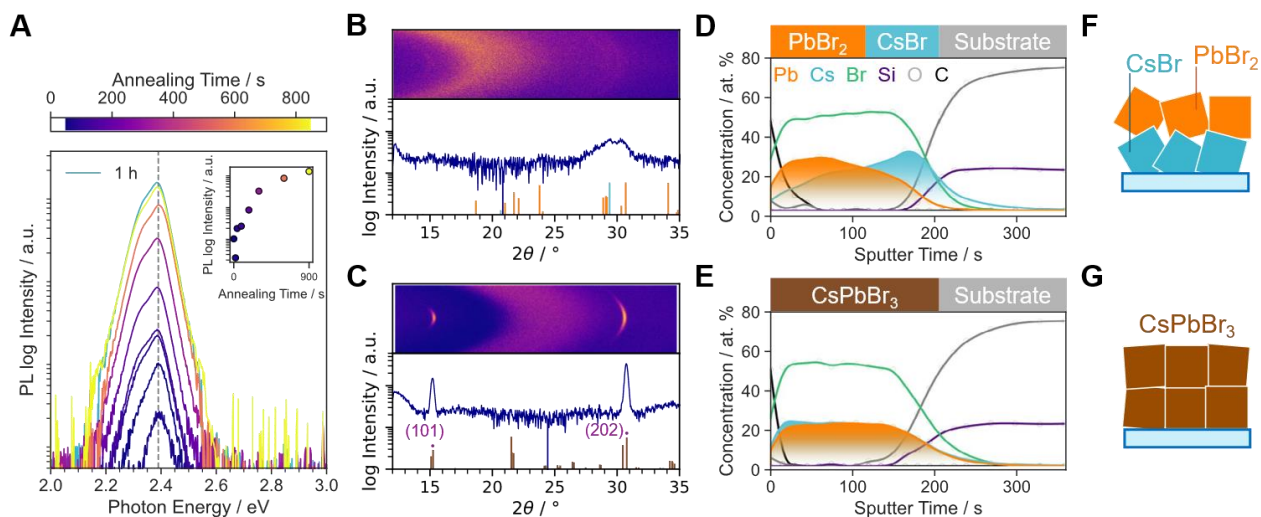 A
Annealing Time / s
0 200 400 600 800
1 h
PL log Intensity / a.u.
0 900
Annealing Time / s
PL log Intensity / a.u.
2.0 2.2 2.4 2.6 2.8 3.0
Photon Energy / eV
B
log Intensity / a.u.
15 20 25 30 35
2θ / °
C
log Intensity / a.u.
(101) (202)
15 20 25 30 35
2θ / °
D
PbBr2 CsBr Substrate
Pb Cs Br Si O C
Concentration / at. %
80
60
40
20
0
0 100 200 300
Sputter Time / s
E
CsPbBr3 Substrate
Concentration / at. %
80
60
40
20
0
0 100 200 300
Sputter Time / s
F
PbBr2
CsBr
G
CsPbBr3